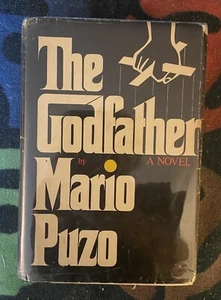 The
Godfather
by A NOVEL
Mario
Puzo